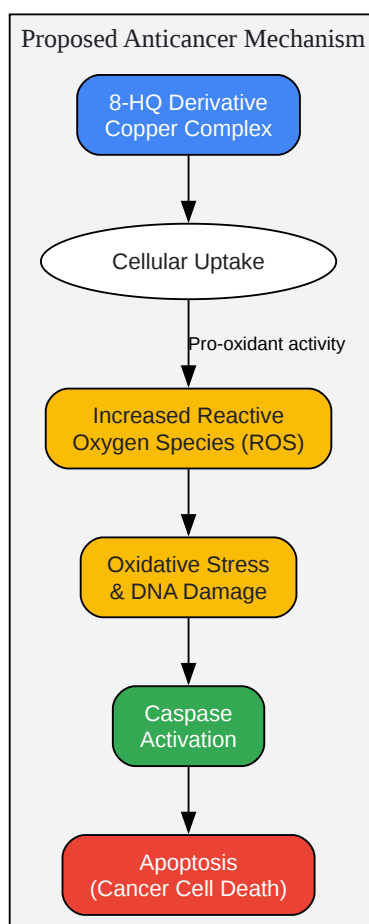 Proposed Anticancer Mechanism
8-HQ Derivative
Copper Complex
Cellular Uptake
Pro-oxidant activity
Increased Reactive
Oxygen Species (ROS)
Oxidative Stress
& DNA Damage
Caspase
Activation
Apoptosis
(Cancer Cell Death)